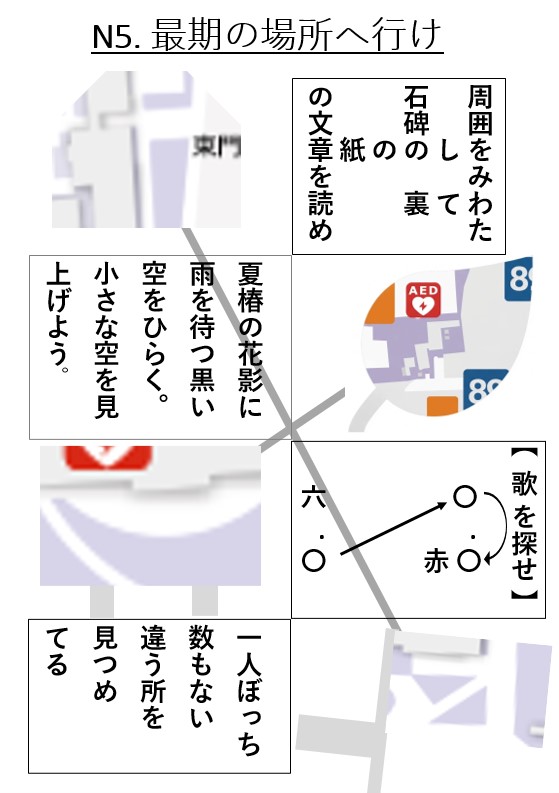 N5. 最期の場所へ行け
周囲をみわた
して
石碑の 裏
の
紙
の文章を読め
東門
夏椿の花影に
雨を待つ黒い
空をひらく。
小さな空を見
上げよう。
AED
89
89
【歌を探せ】
○・赤○
六・○
一人ぼっち
数もない
違う所を
見つめ
てる